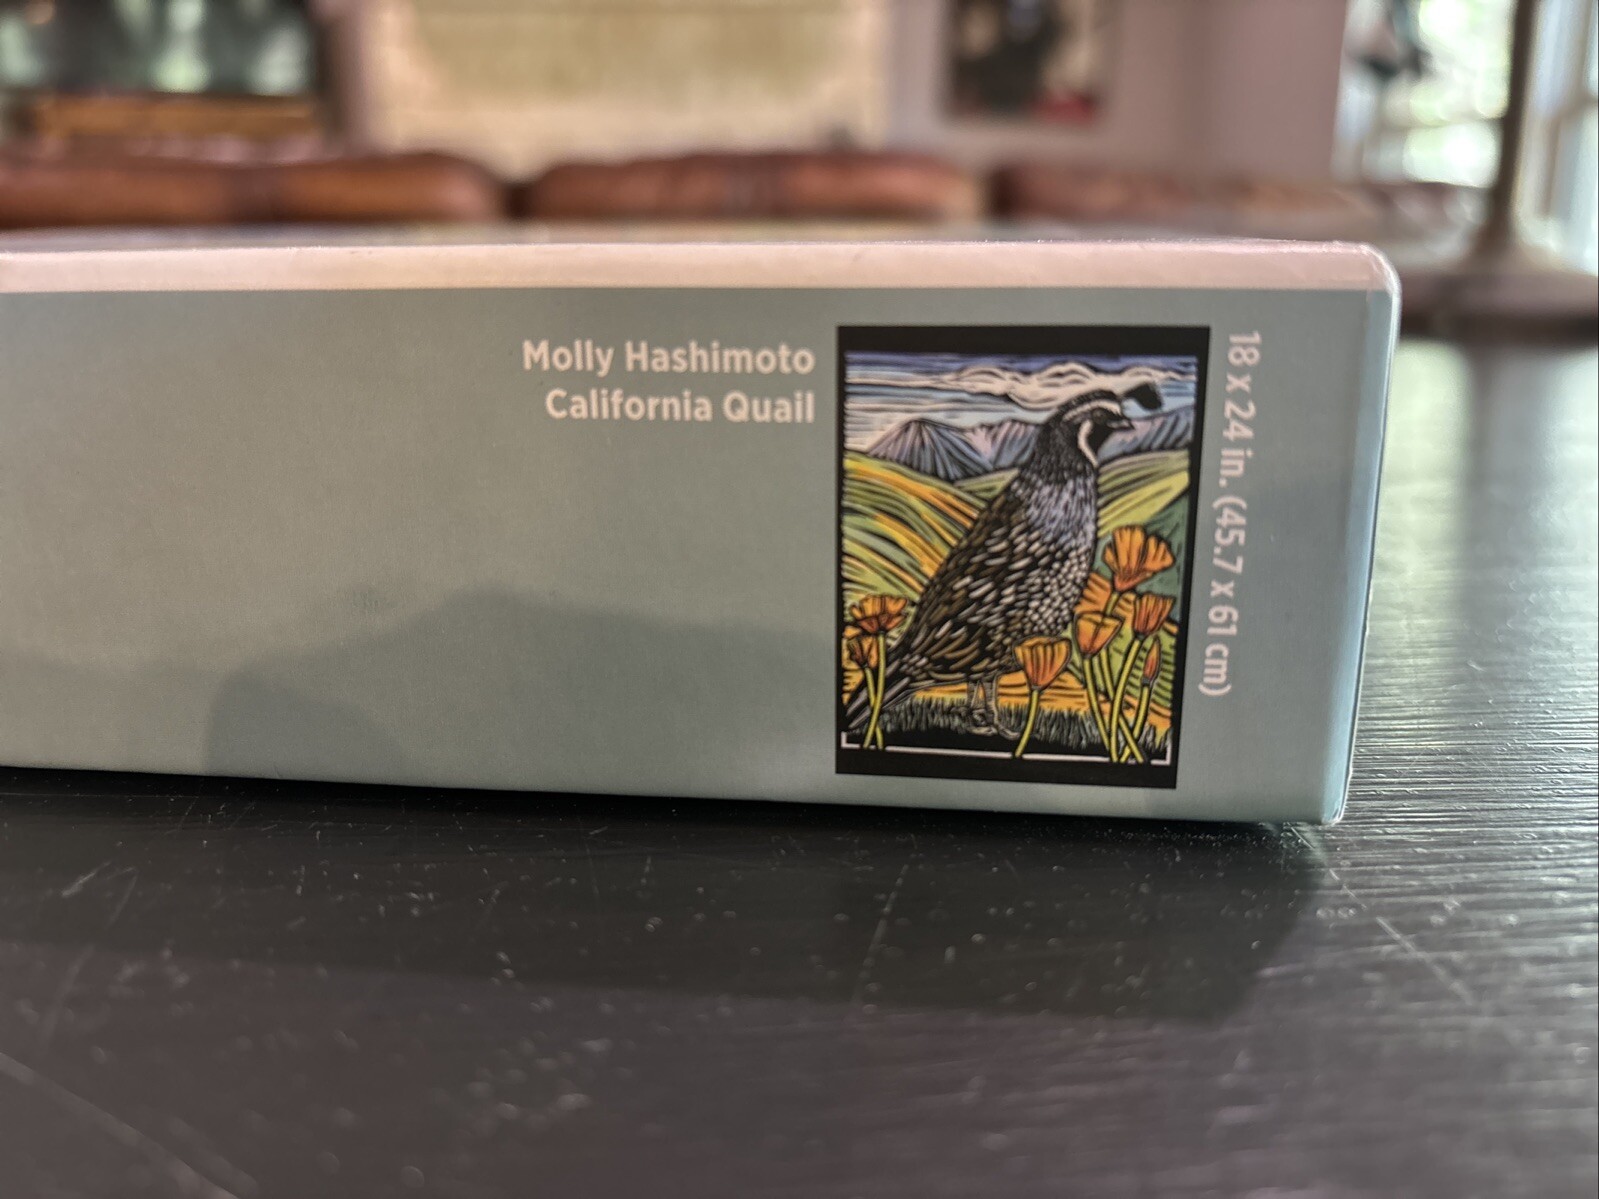 Molly Hashimoto
California Quail
18 x 24 in. (45.7 x 61 cm)